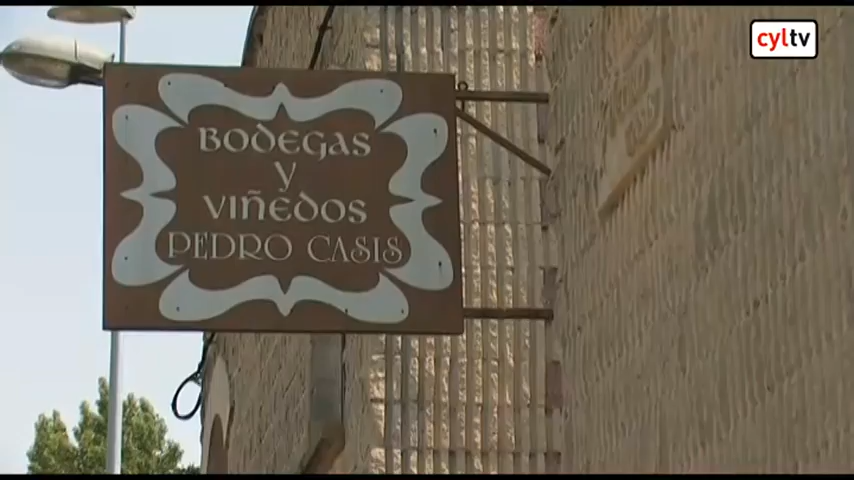 cyltv
BODEGAS
Y
VIÑEDOS
PEDRO CASIS